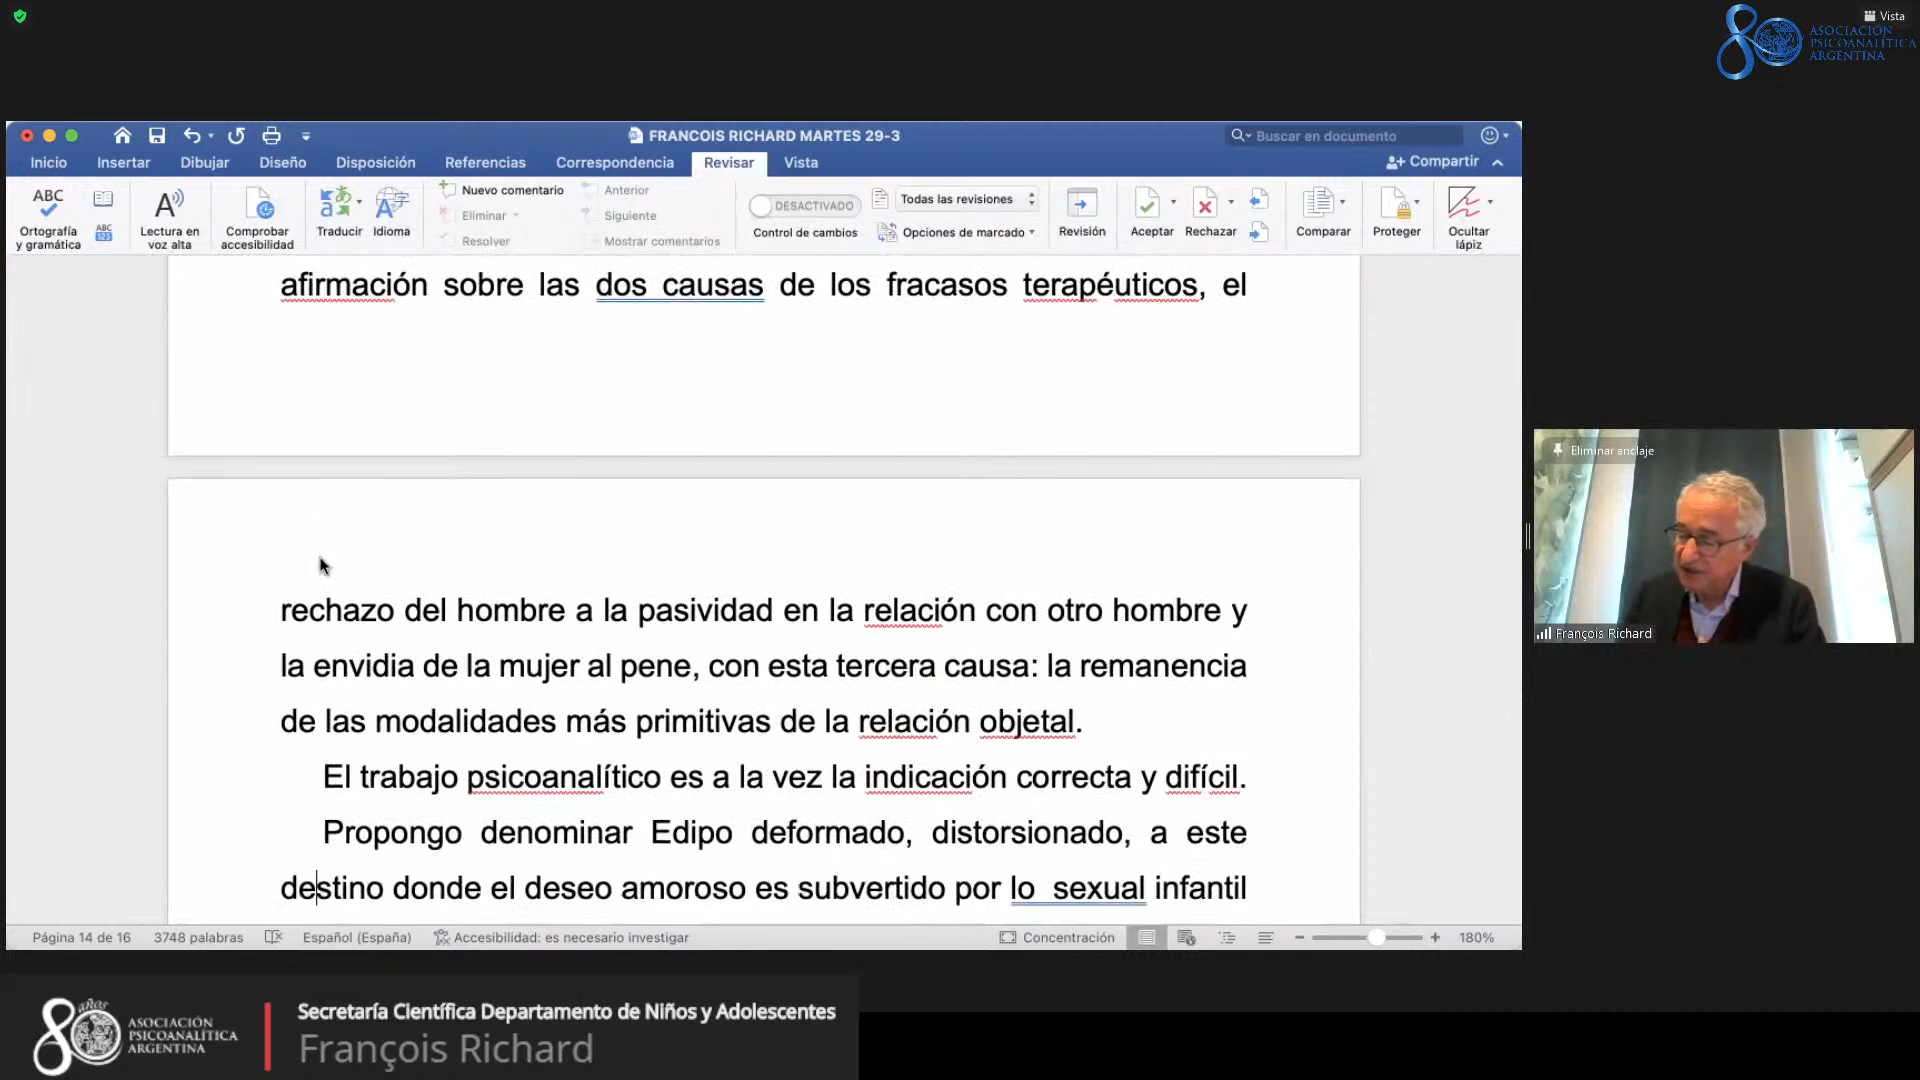 Vista
ASOCIACIÓN
PSICOANALÍTICA
ARGENTINA
FRANCOIS RICHARD MARTES 29-3
Buscar en documento
Inicio Insertar Dibujar Diseño Disposición Referencias Correspondencia Revisar Vista Compartir
ABC
Ortografía
y gramática
ABC
123
Lectura en
voz alta
Comprobar
accesibilidad
Traducir
Idioma
Nuevo comentario
Eliminar
Resolver
Anterior
Siguiente
Mostrar comentarios
DESACTIVADO
Control de cambios
Todas las revisiones
Opciones de marcado
Revisión
Aceptar
Rechazar
Comparar
Proteger
Ocultar
lápiz
afirmación sobre las dos causas de los fracasos terapéuticos, el
rechazo del hombre a la pasividad en la relación con otro hombre y
la envidia de la mujer al pene, con esta tercera causa: la remanencia
de las modalidades más primitivas de la relación objetal.
El trabajo psicoanalítico es a la vez la indicación correcta y difícil.
Propongo denominar Edipo deformado, distorsionado, a este
destino donde el deseo amoroso es subvertido por lo  sexual infantil
Página 14 de 16 3748 palabras Español (España) Accesibilidad: es necesario investigar Concentración 180%
Eliminar anclaje
François Richard
80 años
ASOCIACIÓN
PSICOANALÍTICA
ARGENTINA
Secretaría Científica Departamento de Niños y Adolescentes
François Richard